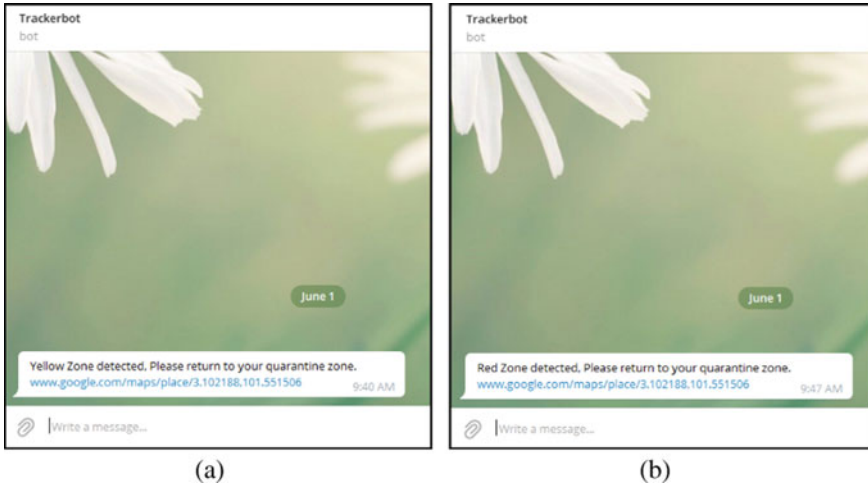 Trackerbot
bot
June 1
Yellow Zone detected, Please return to your quarantine zone.
www.google.com/maps/place/3.102188,101.551506
9:40 AM
Write a message...
(a)
Trackerbot
bot
June 1
Red Zone detected, Please return to your quarantine zone.
www.google.com/maps/place/3.102188,101.551506
9:47 AM
Write a message...
(b)